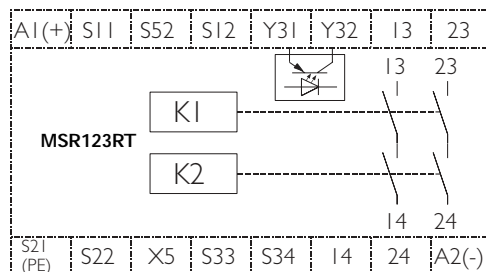 A1(+) S11 S52 S12 Y31 Y32 13 23
13 23
K1
MSR123RT
K2
14 24
S21 (PE) S22 X5 S33 S34 14 24 A2(-)